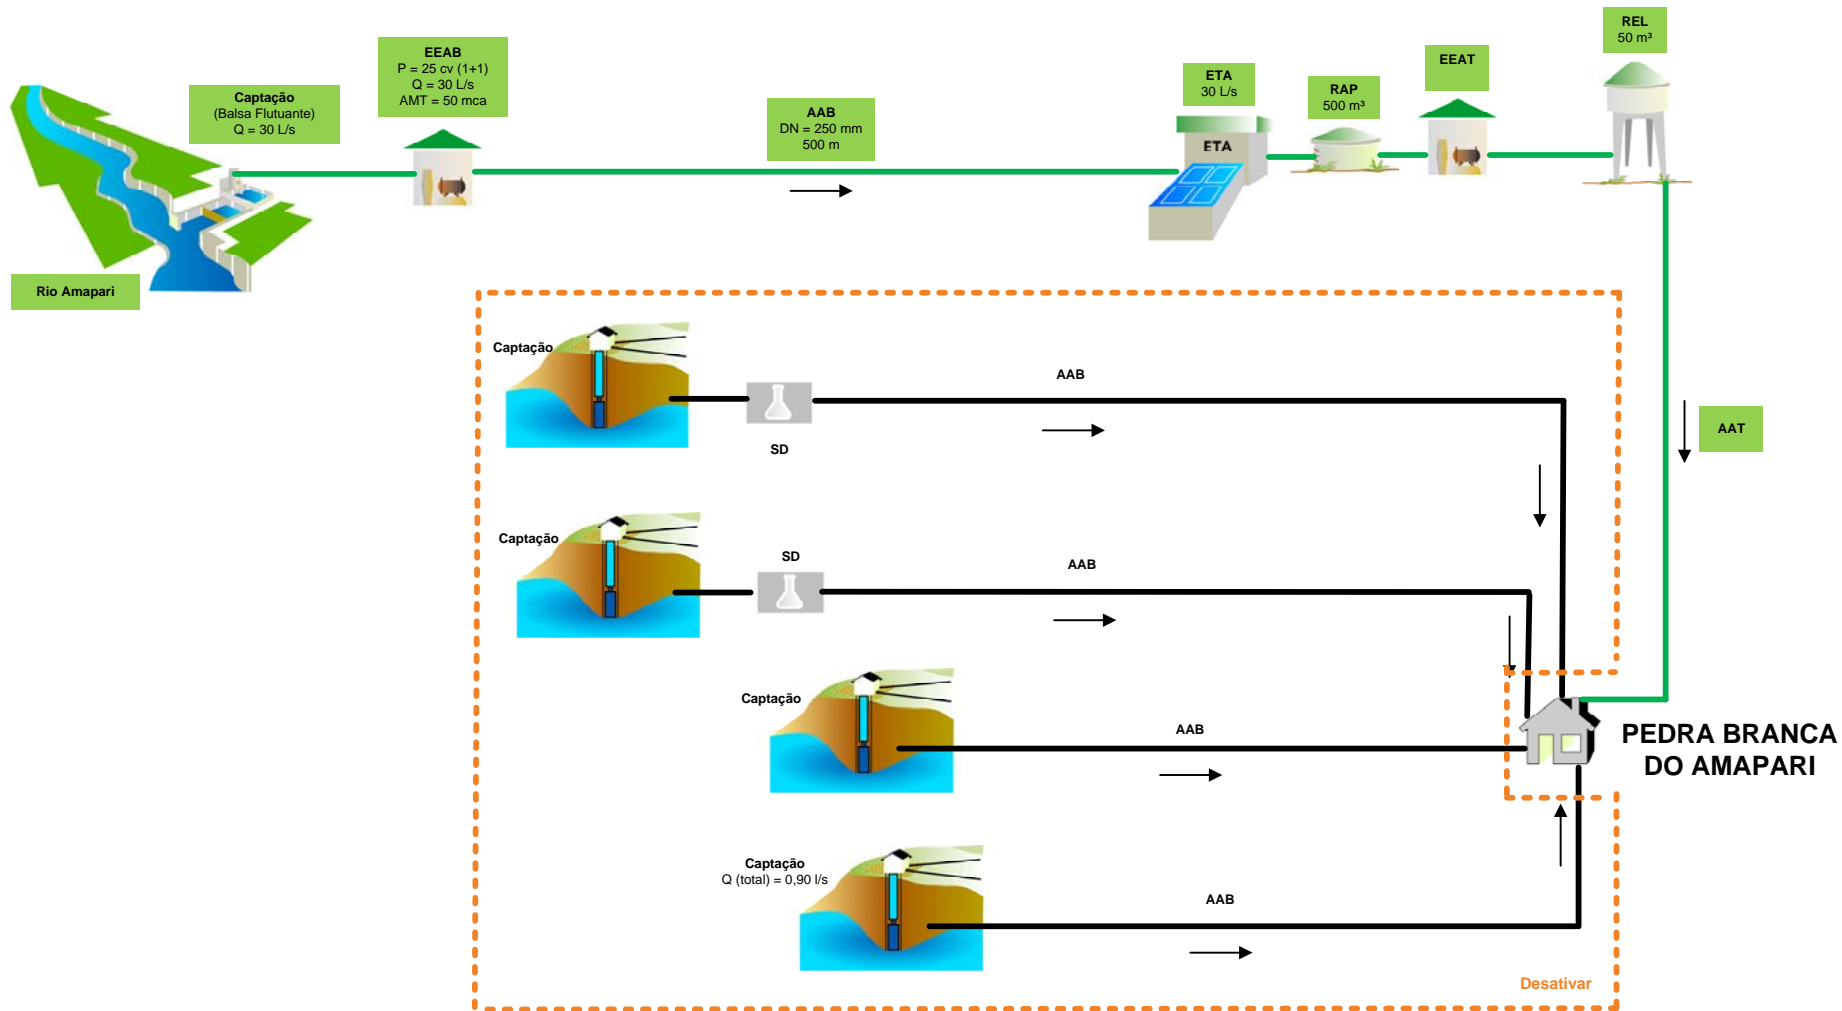 REL
50 m³
EEAB
P = 25 cv (1+1)
Q = 30 L/s
AMT = 50 mca
EEAT
ETA
30 L/s
RAP
500 m³
Captação
(Balsa Flutuante)
Q = 30 L/s
AAB
DN = 250 mm
500 m
ETA
Rio Amapari
Captação
AAB
SD
AAT
Captação
SD
AAB
Captação
AAB
PEDRA BRANCA
DO AMAPARI
Captação
Q (total) = 0,90 l/s
AAB
Desativar